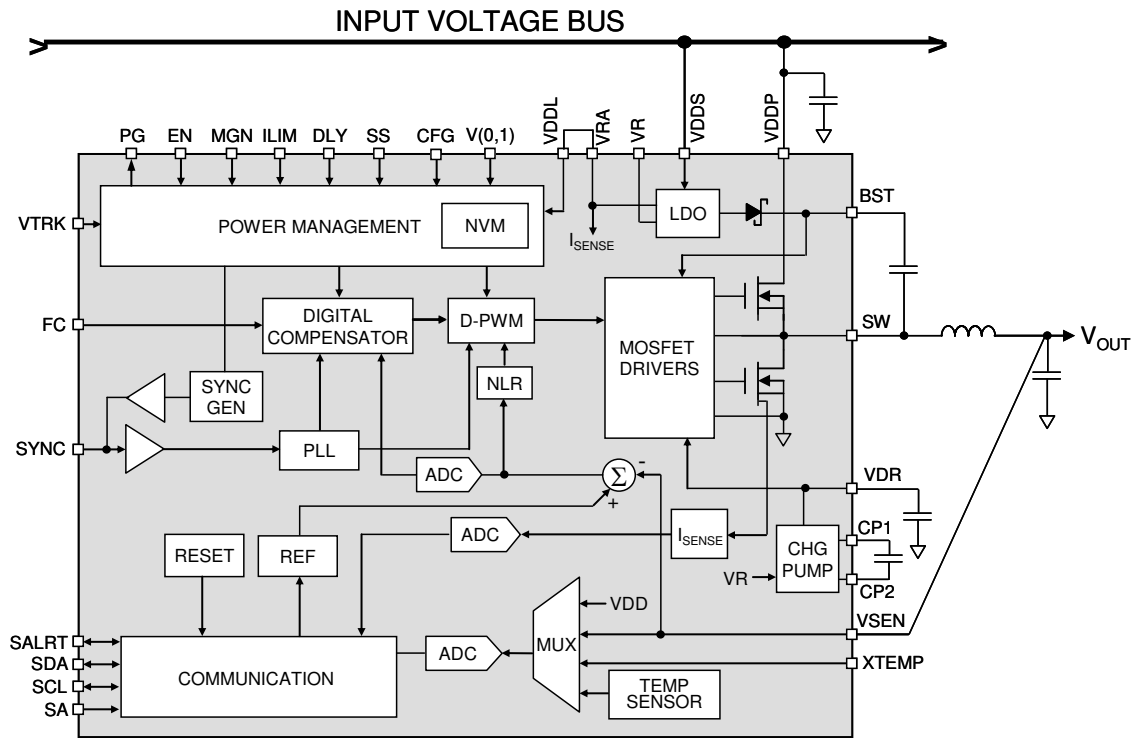 INPUT VOLTAGE BUS
VDDL
VRA
VR
VDDS
VDDP
PG
EN
MGN
ILIM
DLY
SS
CFG
V(0,1)
VTRK
POWER MANAGEMENT
NVM
LDO
BST
I_SENSE
FC
DIGITAL
COMPENSATOR
D-PWM
MOSFET
DRIVERS
SW
V_OUT
SYNC
GEN
NLR
SYNC
PLL
ADC
Σ
-
+
VDR
RESET
REF
ADC
I_SENSE
CHG
PUMP
CP1
VR
CP2
VDD
VSEN
SALRT
SDA
SCL
SA
COMMUNICATION
ADC
MUX
XTEMP
TEMP
SENSOR